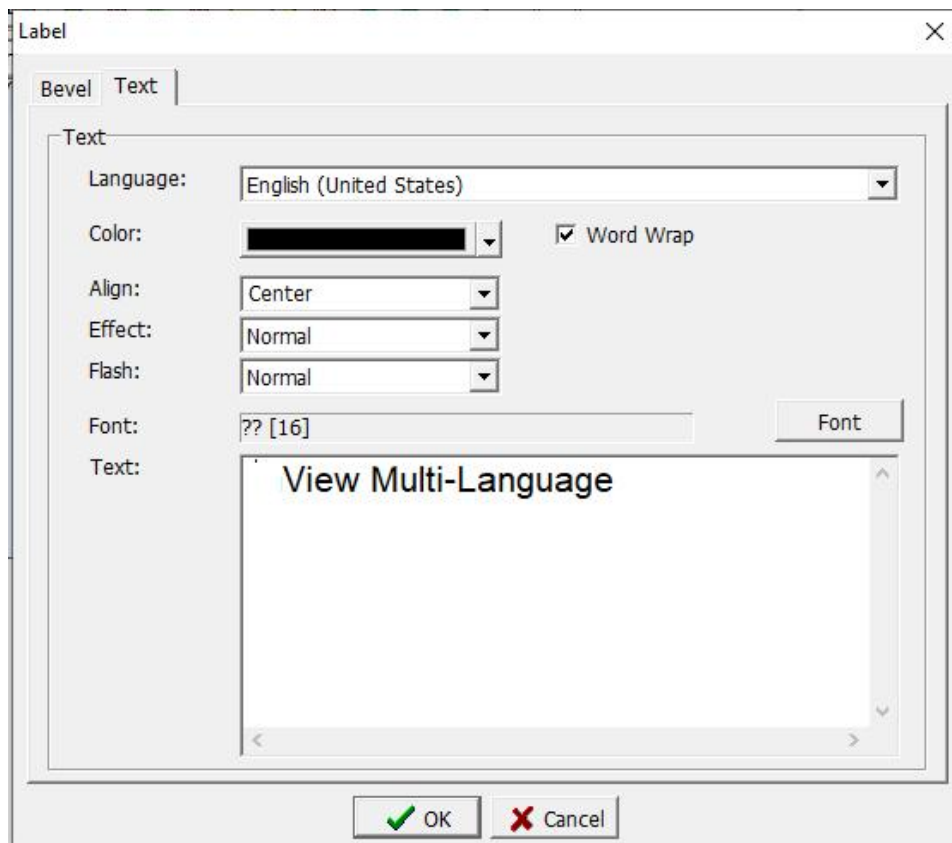 Label
Bevel Text
Text
Language: English (United States)
Color: Word Wrap
Align: Center
Effect: Normal
Flash: Normal
Font: ?? [16] Font
Text: View Multi-Language
OK Cancel